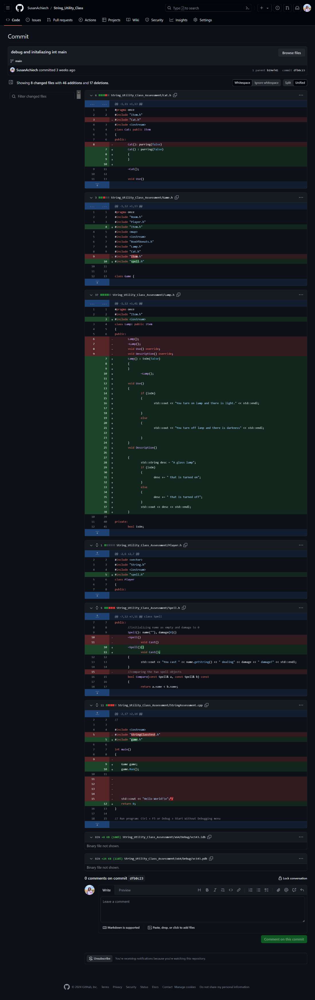 SusanAchiech / String_Utility_Class
Type / to search
Code Issues Pull requests Actions Projects Wiki Security Insights Settings
Commit
debug and initaliazing int main
Browse files
main
SusanAchiech committed 3 weeks ago
1 parent b19ef41 commit dfb0c23
Showing 8 changed files with 46 additions and 17 deletions.
Whitespace Ignore whitespace Split Unified
Filter changed files
6 String_Utility_Class_Assessment/Cat.h
... ... @@ -1,11 +1,13 @@
1 1 #pragma once
2 2 #include "Item.h"
3 - #include "Cat.h"
4 3 #include <iostream>
5 4 class Cat: public Item
6 5 {
7 6 public:
8 - Cat(): purring(false)
7 + Cat() : purring(false)
8 + {
9 + }
10 +
9 11 ~Cat();
10 12
11 13 void Use()
3 String_Utility_Class_Assessment/Game.h
... ... @@ -1,12 +1,13 @@
1 1 #pragma once
2 2 #include "Room.h"
3 3 #include "Player.h"
4 + #include "Item.h"
4 5 #include <map>
5 6 #include <iostream>
6 7 #include "BoxOfDonuts.h"
7 8 #include "Lamp.h"
8 9 #include "Cat.h"
9 - #include "Item.h"
10 + #include "spell.h"
10 11
11 12
12 13 class Game {
37 String_Utility_Class_Assessment/Lamp.h
... ... @@ -1,12 +1,41 @@
1 1 #pragma once
2 2 #include "Item.h"
3 + #include <iostream>
3 4 class Lamp: public Item
4 5 {
5 6 public:
6 - Lamp();
7 - ~Lamp();
8 - void Use() override;
9 - void Description() override;
7 + Lamp() : isOn(false)
8 + {
9 + }
10 + ~Lamp();
11 +
12 + void Use()
13 + {
14 + if (isOn)
15 + {
16 + std::cout << "You turn on lamp and there is light." << std::endl;
17 +
18 + }
19 + else
20 + {
21 + std::cout << "You turn off lanp and there is darkness" << std::endl;
22 +
23 + }
24 + }
25 + void Description()
26 +
27 + {
28 + std::string desc = "A glass lamp";
29 + if (isOn)
30 + {
31 + desc += " that is turned on";
32 + }
33 + else
34 + {
35 + desc += " that is turned off";
36 + }
37 + std::cout << desc << std::endl;
38 + }
10 39
11 40 private:
12 41 bool isOn;
1 String_Utility_Class_Assessment/Player.h
@@ -2,6 +2,7 @@
2 2 #include <vector>
3 3 #include "String.h"
4 4 #include <iostream>
5 + #include "spell.h"
5 6 class Player
6 7 {
7 8 public:
5 String_Utility_Class_Assessment/Spell.h
@@ -7,12 +7,11 @@ class Spell
7 7 public:
8 8 //initializing name as empty and damage to 0
9 9 Spell(): name(""), damage(0){}
10 - ~Spell()
11 - void Cast()
10 + ~Spell(){}
11 + void Cast();
12 12 {
13 13 std::cout << "You cast " << name.getString() << " dealing" << damage << " damage!" << std::endl;
14 14 }
15 - //comparing the two spell objects
16 15 bool Compare(const Spell& a, const Spell& b) const
17 16 {
18 17 return a.name < b.name;
11 String_Utility_Class_Assessment/StringAssessment.cpp
@@ -2,17 +2,14 @@
2 2 //
3 3
4 4 #include <iostream>
5 - #include "StringClassTest.h"
5 + #include "game.h"
6 6
7 7 int main()
8 8 {
9 -
9 + Game game;
10 + game.Run();
10 11
11 -
12 -
13 -
14 -
15 - std::cout << "Hello World!\n";*/
12 + return 0;
16 13 }
17 14
18 15 // Run program: Ctrl + F5 or Debug > Start Without Debugging menu
BIN +8 KB (100%) String_Utility_Class_Assessment/x64/Debug/vc143.idb
Binary file not shown.
BIN +24 KB (110%) String_Utility_Class_Assessment/x64/Debug/vc143.pdb
Binary file not shown.
0 comments on commit dfb0c23
Lock conversation
Write Preview
Leave a comment
Markdown is supported Paste, drop, or click to add files
Comment on this commit
Unsubscribe You're receiving notifications because you're watching this repository.
© 2024 GitHub, Inc. Terms Privacy Security Status Docs Contact Manage cookies Do not share my personal information